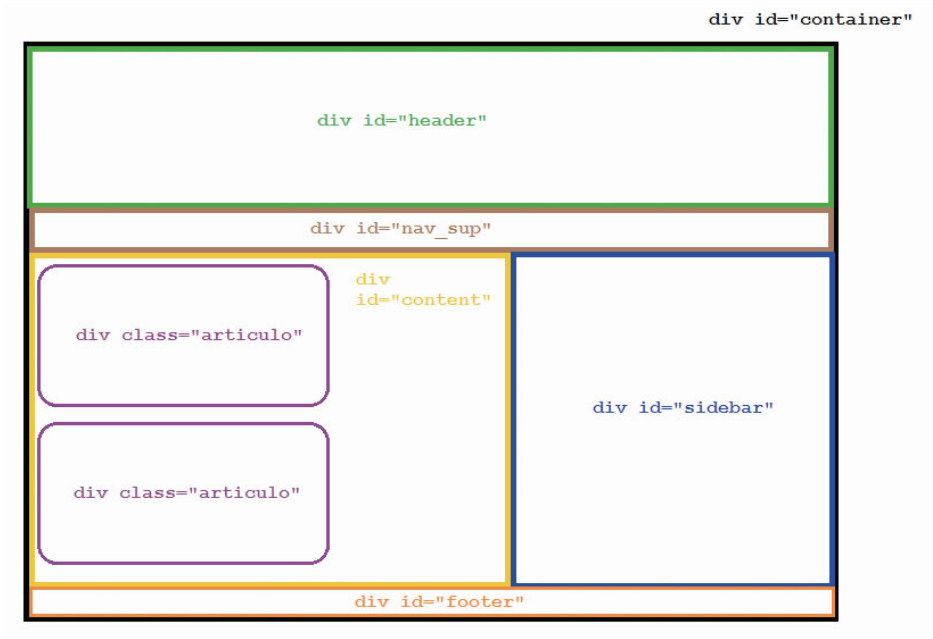 div id="container"
div id="header"
div id="nav_sup"
div
id="content"
div class="articulo"
div class="articulo"
div id="sidebar"
div id="footer"